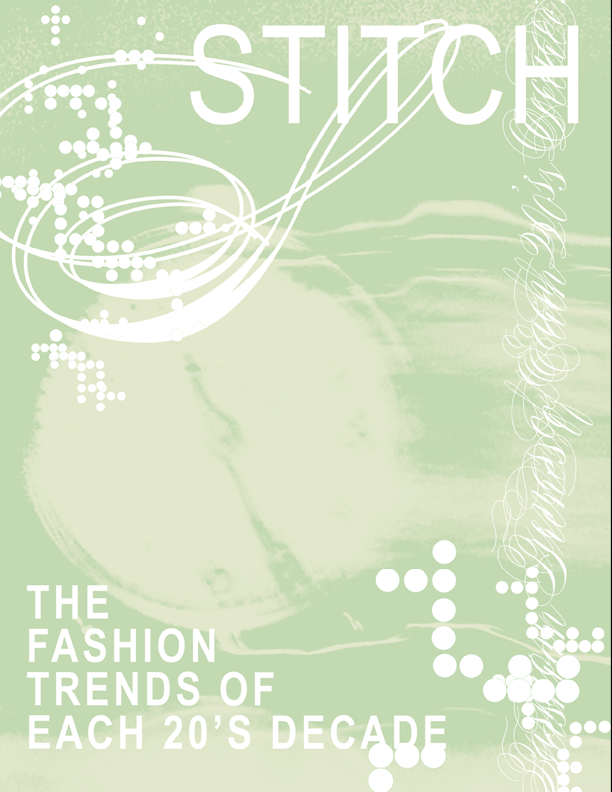 STITCH
THE
FASHION
TRENDS OF
EACH 20’S DECADE